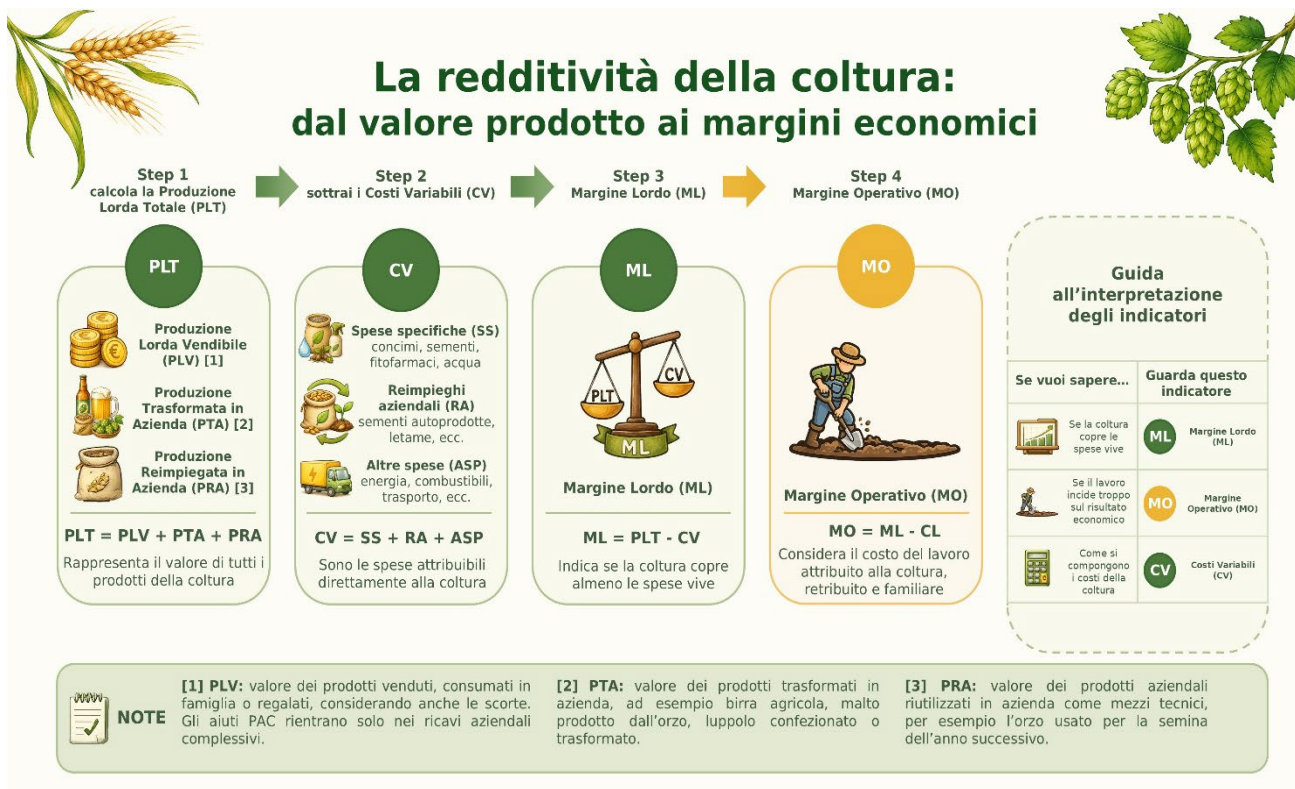 La redditività della coltura:
dal valore prodotto ai margini economici
Step 1
calcola la Produzione
Lorda Totale (PLT)
Step 2
sottrai i Costi Variabili (CV)
Step 3
Margine Lordo (ML)
Step 4
Margine Operativo (MO)
PLT
Produzione
Lorda Vendibile
(PLV) [1]
Produzione
Trasformata in
Azienda (PTA) [2]
Produzione
Reimpiegata in
Azienda (PRA) [3]
PLT = PLV + PTA + PRA
Rappresenta il valore di tutti i
prodotti della coltura
CV
Spese specifiche (SS)
concimi, sementi,
fitofarmaci, acqua
Reimpieghi
aziendali (RA)
sementi autoprodotte,
letame, ecc.
Altre spese (ASP)
energia, combustibili,
trasporto, ecc.
CV = SS + RA + ASP
Sono le spese attribuibili
direttamente alla coltura
ML
PLT
CV
ML
Margine Lordo (ML)
ML = PLT - CV
Indica se la coltura copre
almeno le spese vive
MO
Margine Operativo (MO)
MO = ML - CL
Considera il costo del lavoro
attribuito alla coltura,
retribuito e familiare
Guida
all’interpretazione
degli indicatori
Se vuoi sapere...
Guarda questo
indicatore
Se la coltura
copre le
spese vive
ML
Margine Lordo
(ML)
Se il lavoro
incide troppo
sul risultato
economico
MO
Margine
Operativo (MO)
Come si
compongono
i costi della
coltura
CV
Costi Variabili
(CV)
NOTE
[1] PLV: valore dei prodotti venduti, consumati in
famiglia o regalati, considerando anche le scorte.
Gli aiuti PAC rientrano solo nei ricavi aziendali
complessivi.
[2] PTA: valore dei prodotti trasformati in
azienda, ad esempio birra agricola, malto
prodotto dall’orzo, luppolo confezionato o
trasformato.
[3] PRA: valore dei prodotti aziendali
riutilizzati in azienda come mezzi tecnici,
per esempio l’orzo usato per la semina
dell’anno successivo.